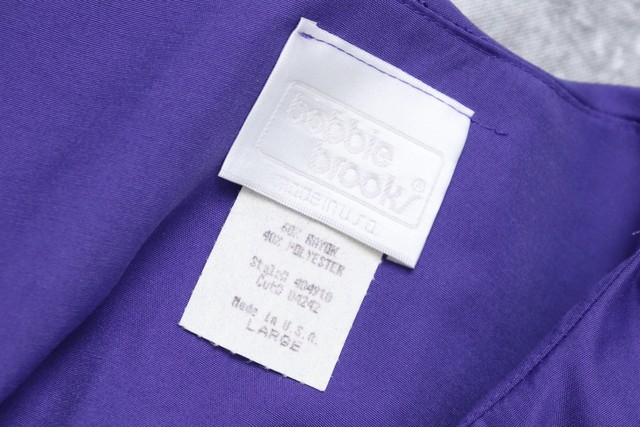 bobbie
brooks®
made in u.s.a.
60% RAYON
40% POLYESTER
Style@ 404910
Cut@ 04242
Made In U.S.A.
LARGE